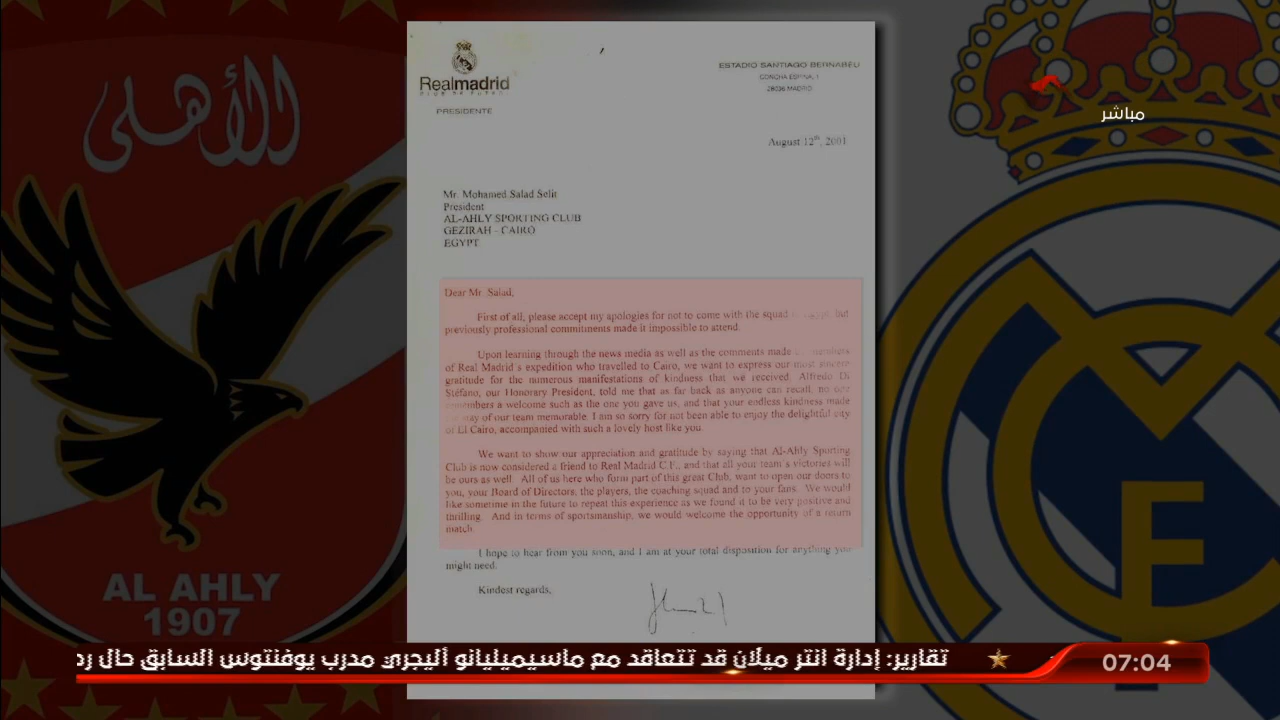 الأهلى
AL AHLY
1907
Realmadrid
CLUB DE FUTBOL
PRESIDENTE
ESTADIO SANTIAGO BERNABEU
CONCHA ESPINA, 1
28036 MADRID
مباشر
August 12th, 2001
Mr. Mohamed Salad Selir
President
AL-AHLY SPORTING CLUB
GEZIRAH - CAIRO
EGYPT
Dear Mr. Salad,
First of all, please accept my apologies for not to come with the squad but
previously professional commitments made it impossible to attend.
Upon learning through the news media as well as the comments made members
of Real Madrid's expedition who travelled to Cairo, we want to express our most sincere
gratitude for the numerous manifestations of kindness that we received. Alfredo Di
Stéfano, our Honorary President, told me that as far back as anyone can recall, no one
remembers a welcome such as the one you gave us, and that your endless kindness made
stay of our team memorable. I am so sorry for not been able to enjoy the delightful city
of El Cairo, accompanied with such a lovely host like you.
We want to show our appreciation and gratitude by saying that Al-Ahly Sporting
Club is now considered a friend to Real Madrid C.F., and that all your team's victories will
be ours as well. All of us here who form part of this great Club, want to open our doors to
you, your Board of Directors, the players, the coaching squad and to your fans. We would
like sometime in the future to repeat this experience as we found it to be very positive and
thrilling. And in terms of sportsmanship, we would welcome the opportunity of a return
match.
I hope to hear from you soon, and I am at your total disposition for anything you
might need.
Kindest regards,
F
تقارير: إدارة انتر ميلان قد تتعاقد مع ماسيميليانو اليجري مدرب يوفنتوس السابق حال
07:04